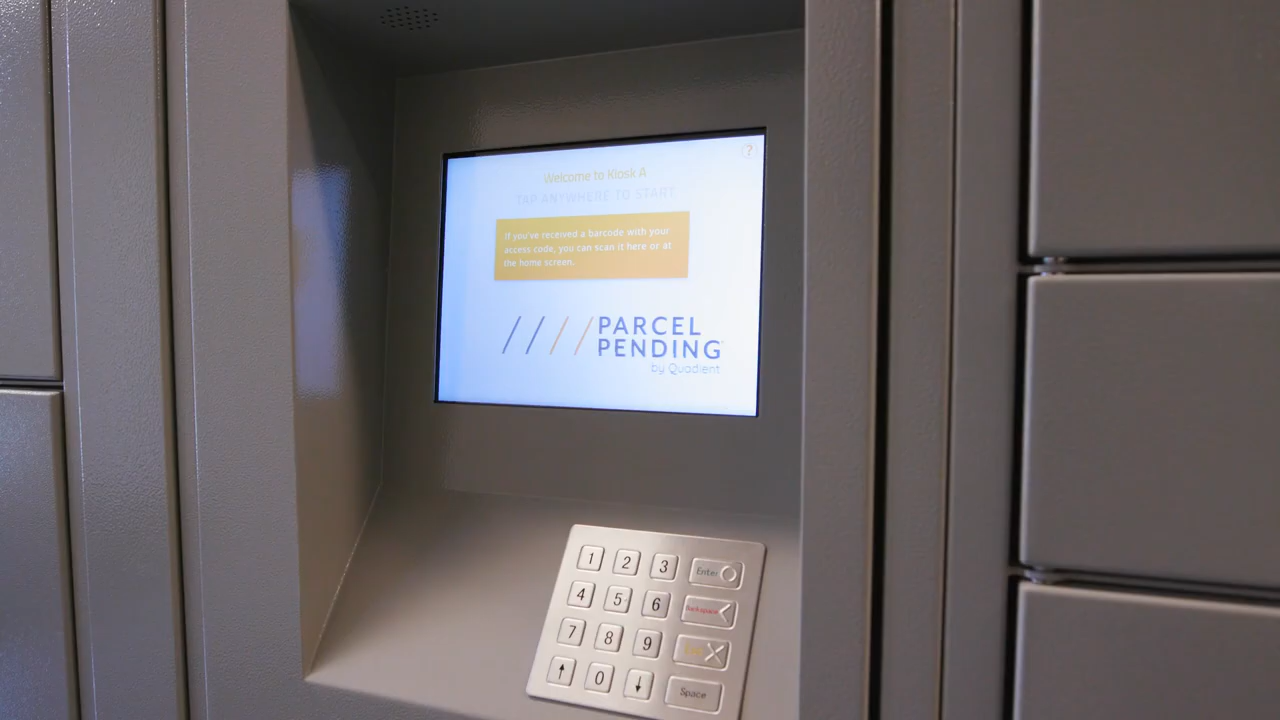 ?
Welcome to Kiosk A
TAP ANYWHERE TO START
If you've received a barcode with your
access code, you can scan it here or at
the home screen.
PARCEL
PENDING
by Quadient
1 2 3 Enter
4 5 6 Backspace
7 8 9
0 Space